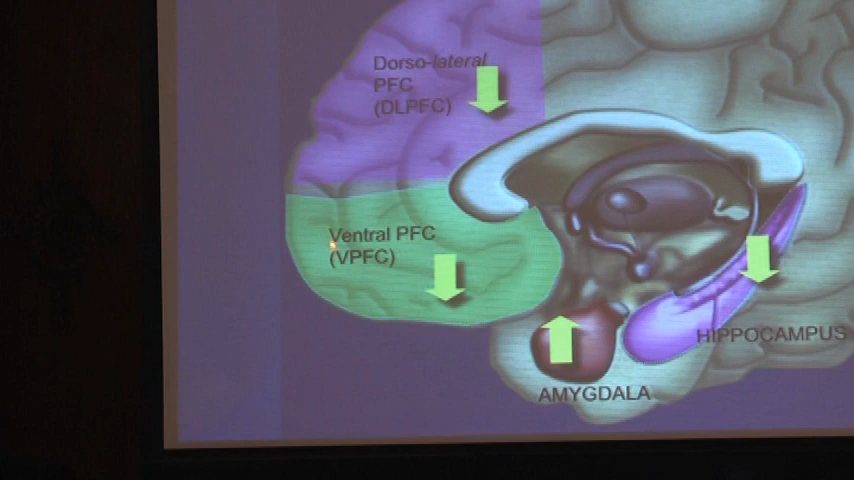 Dorso-lateral
PFC
(DLPFC)
Ventral PFC
(VPFC)
HIPPOCAMPUS
AMYGDALA